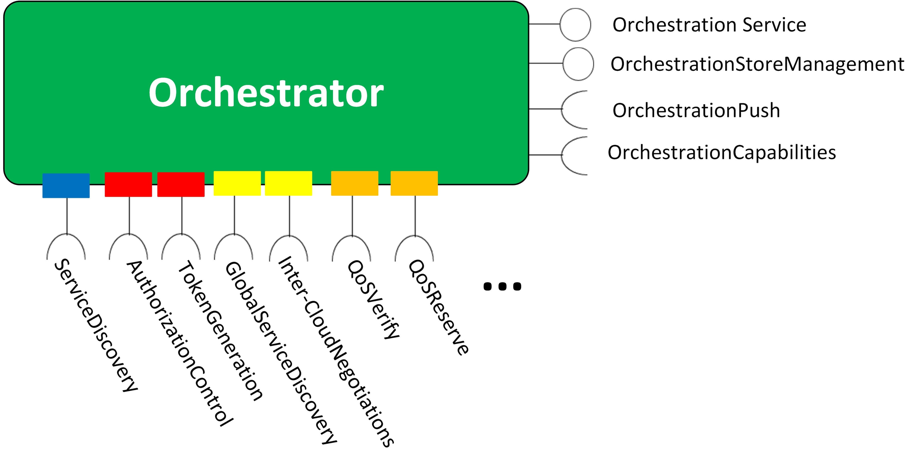 Orchestrator
Orchestration Service
OrchestrationStoreManagement
OrchestrationPush
OrchestrationCapabilities
ServiceDiscovery
AuthorizationControl
TokenGeneration
GlobalServiceDiscovery
Inter-CloudNegotiations
QoSVerify
QoSReserve
...